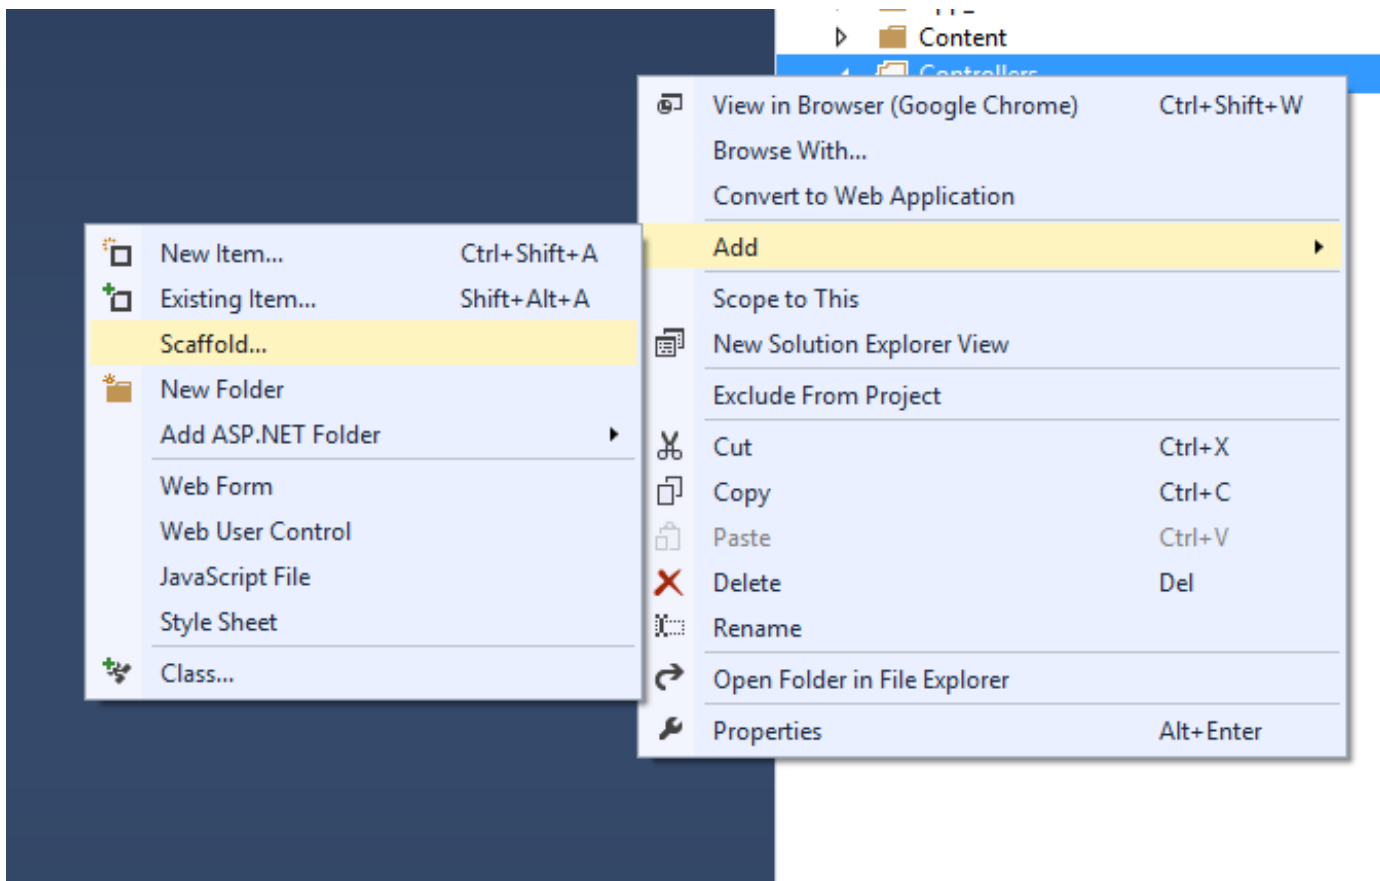 Content
Controllers
View in Browser (Google Chrome) Ctrl+Shift+W
Browse With...
Convert to Web Application
Add
Scope to This
New Solution Explorer View
Exclude From Project
Cut Ctrl+X
Copy Ctrl+C
Paste Ctrl+V
Delete Del
Rename
Open Folder in File Explorer
Properties Alt+Enter
New Item... Ctrl+Shift+A
Existing Item... Shift+Alt+A
Scaffold...
New Folder
Add ASP.NET Folder
Web Form
Web User Control
JavaScript File
Style Sheet
Class...